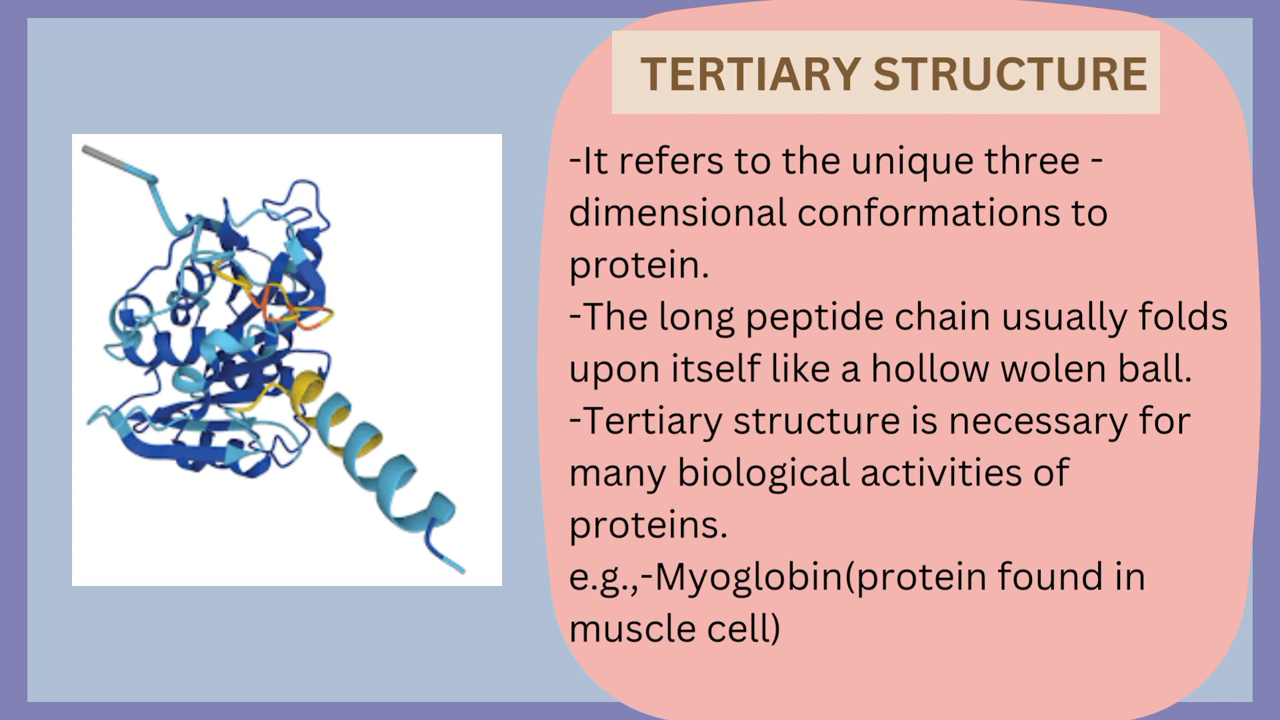 TERTIARY STRUCTURE
-It refers to the unique three -
dimensional conformations to
protein.
-The long peptide chain usually folds
upon itself like a hollow wolen ball.
-Tertiary structure is necessary for
many biological activities of
proteins.
e.g.,-Myoglobin(protein found in
muscle cell)